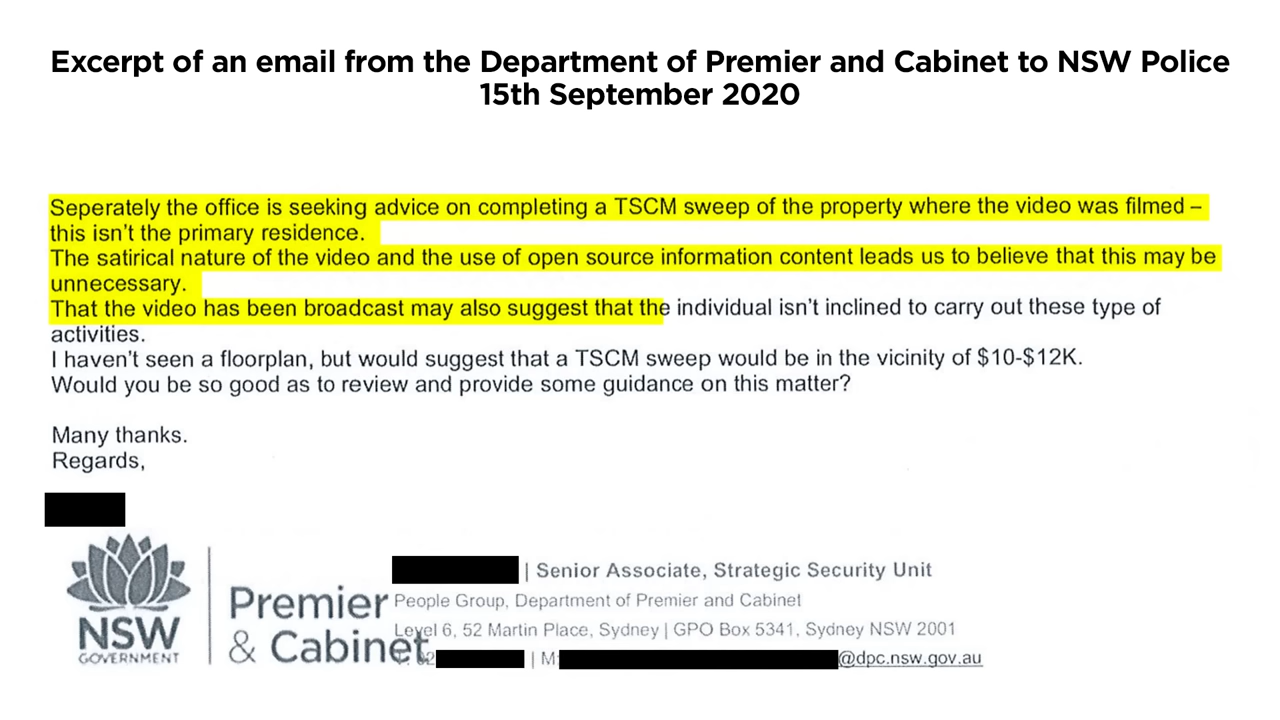 Excerpt of an email from the Department of Premier and Cabinet to NSW Police
15th September 2020
Seperately the office is seeking advice on completing a TSCM sweep of the property where the video was filmed –
this isn't the primary residence.
The satirical nature of the video and the use of open source information content leads us to believe that this may be
unnecessary.
That the video has been broadcast may also suggest that the individual isn't inclined to carry out these type of
activities.
I haven't seen a floorplan, but would suggest that a TSCM sweep would be in the vicinity of $10-$12K.
Would you be so good as to review and provide some guidance on this matter?
Many thanks.
Regards,
| Senior Associate, Strategic Security Unit
People Group, Department of Premier and Cabinet
Level 6, 52 Martin Place, Sydney | GPO Box 5341, Sydney NSW 2001
02 | M: @dpc.nsw.gov.au
NSW
GOVERNMENT
Premier
& Cabinet